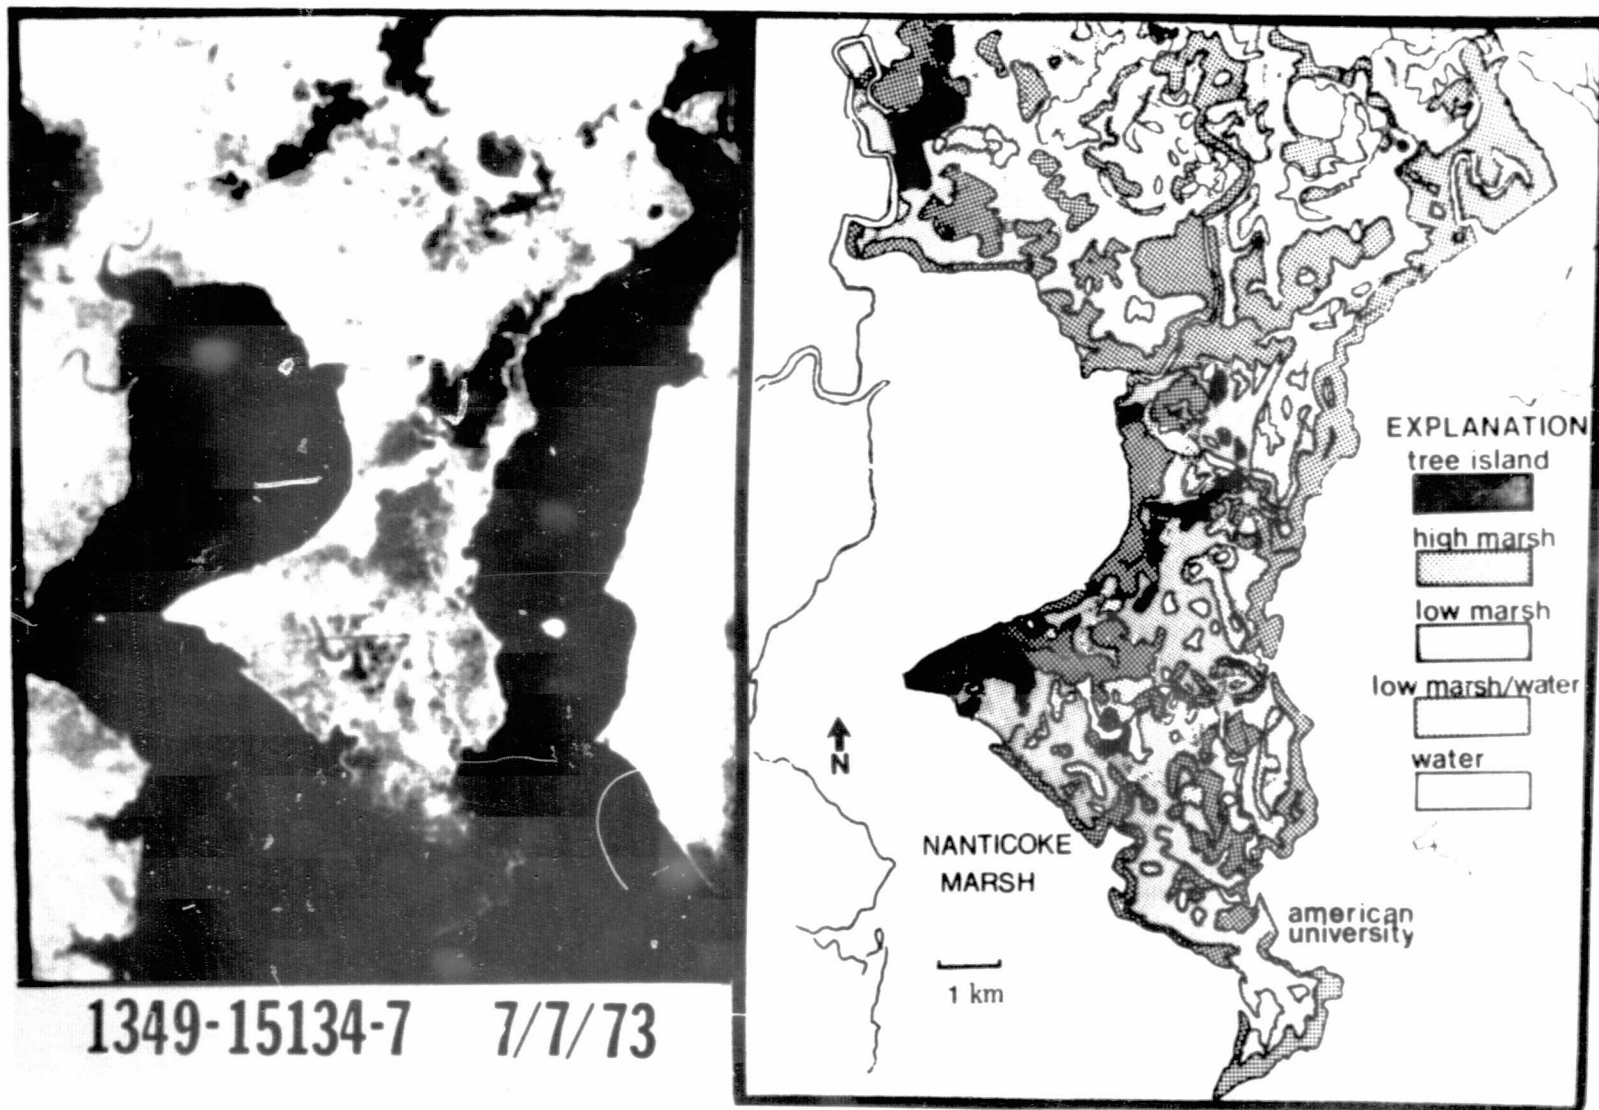 1349-15134-7 7/7/73
EXPLANATION
tree island
high marsh
low marsh
low marsh/water
water
N
NANTICOKE
MARSH
1 km
american
university